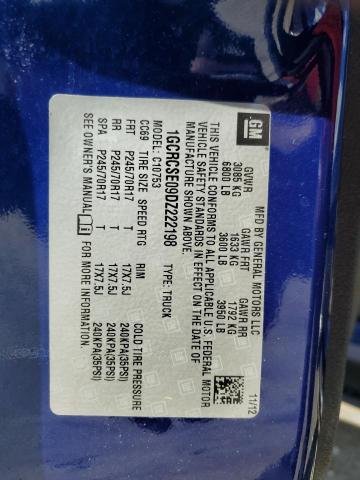 GM
MFD BY GENERAL MOTORS LLC 11/12
GVWR GAWR FRT GAWR RR
3085 KG 1633 KG 1792 KG
6800 LB 3600 LB 3950 LB
THIS VEHICLE CONFORMS TO ALL APPLICABLE U.S. FEDERAL MOTOR
VEHICLE SAFETY STANDARDS IN EFFECT ON THE DATE OF
MANUFACTURE SHOWN ABOVE.
1GCRCSE09DZ222198 TYPE: TRUCK
MODEL: C10753
CC69 TIRE SIZE SPEED RTG RIM COLD TIRE PRESSURE
FRT P245/70R17 T 17X7.5J 240KPA(35PSI)
RR P245/70R17 T 17X7.5J 240KPA(35PSI)
SPA P245/70R17 T 17X7.5J 240KPA(35PSI)
SEE OWNER'S MANUAL i FOR MORE INFORMATION.